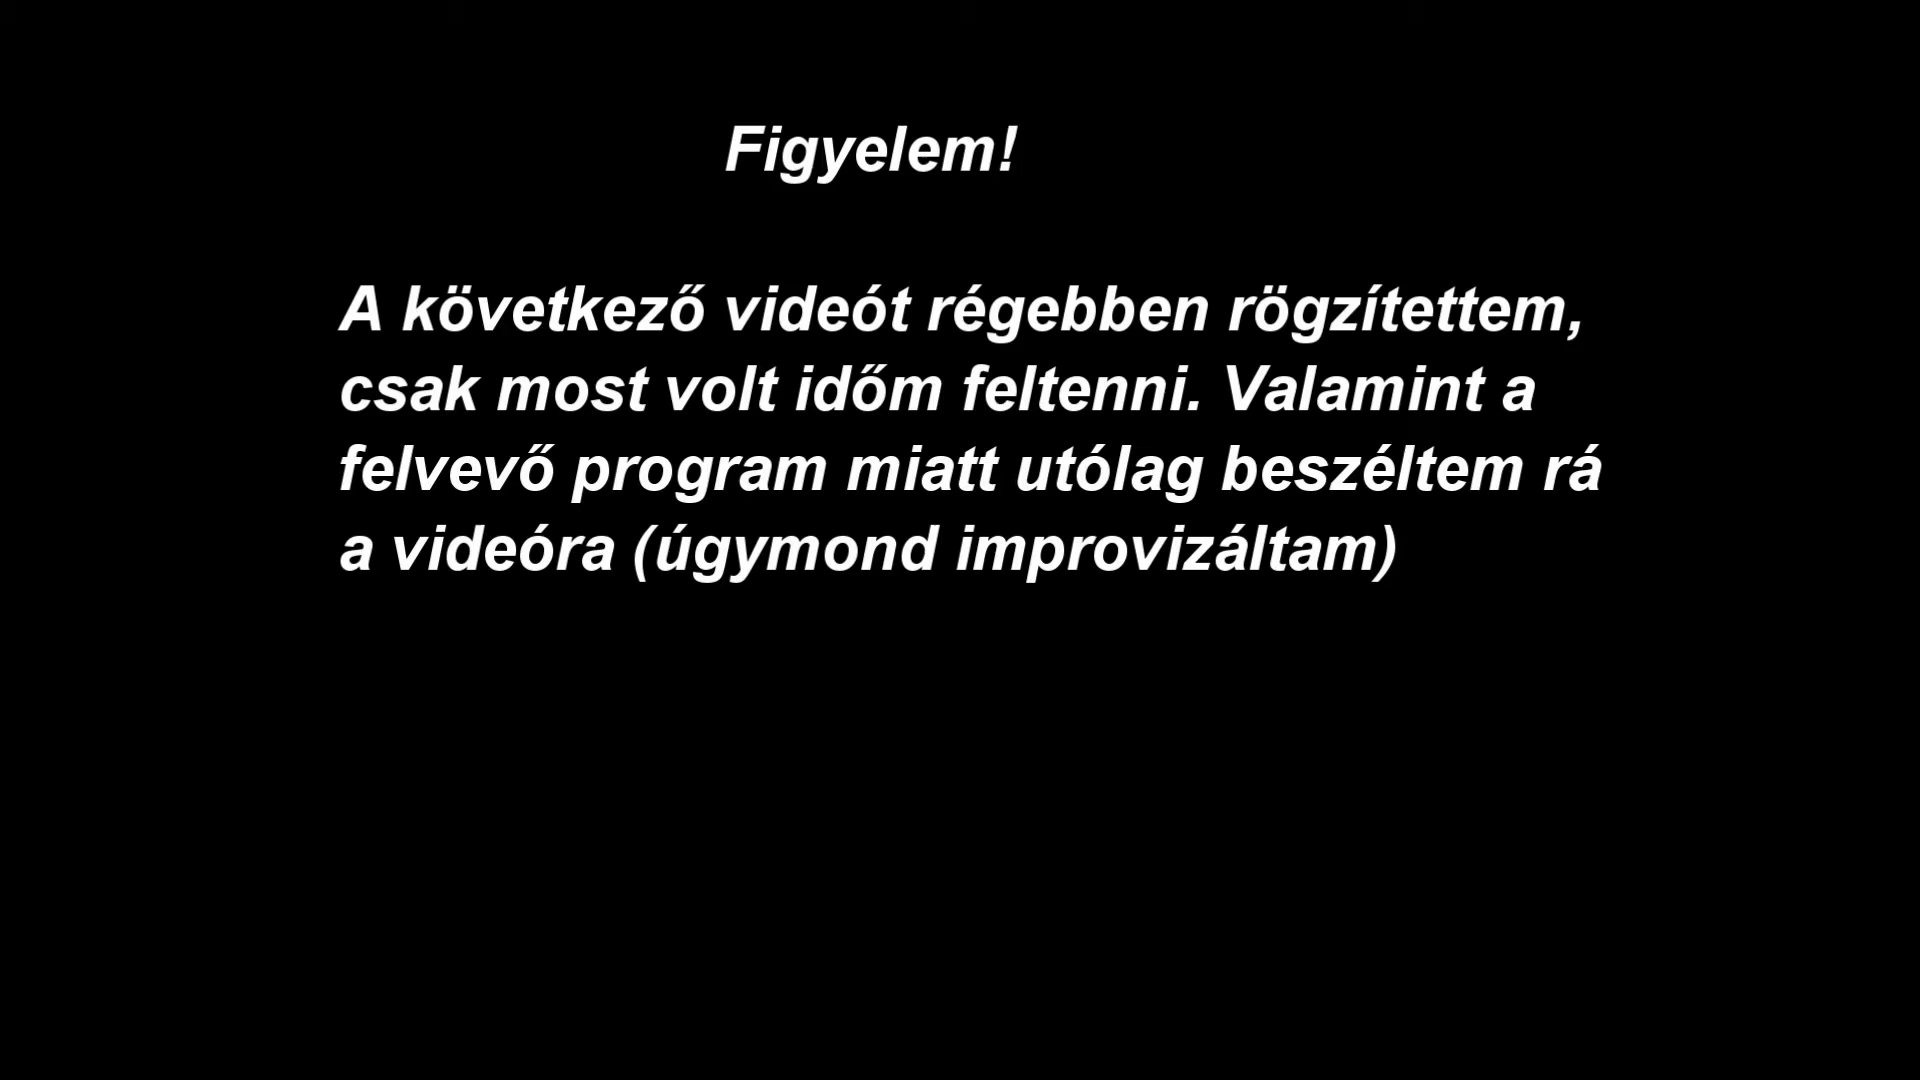 Figyelem!
A következő videót régebben rögzítettem,
csak most volt időm feltenni. Valamint a
felvevő program miatt utólag beszéltem rá
a videóra (úgymond improvizáltam)